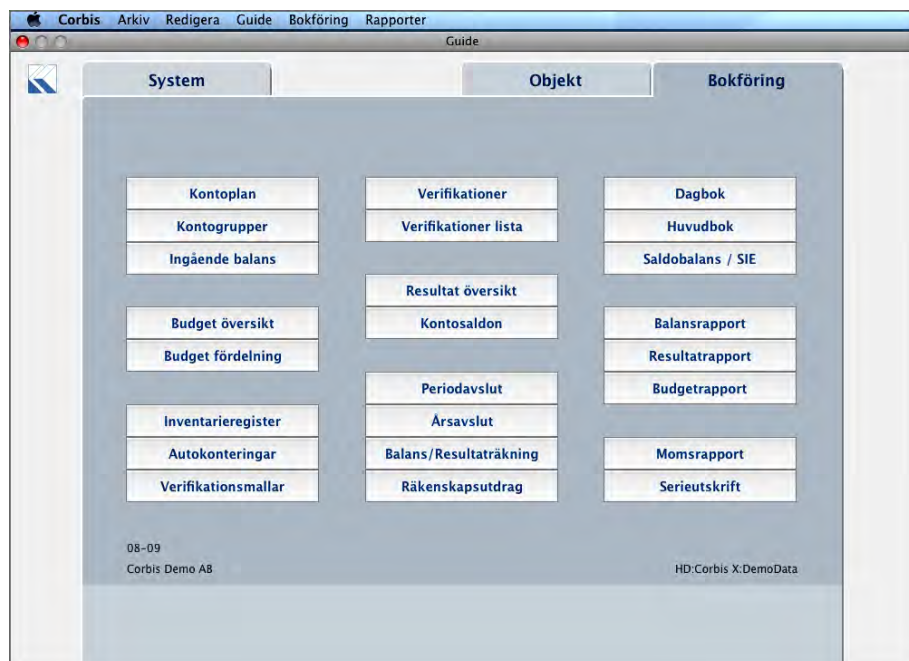 Corbis Arkiv Redigera Guide Bokföring Rapporter
Guide
System Objekt Bokföring
Kontoplan
Kontogrupper
Ingående balans
Budget översikt
Budget fördelning
Inventarieregister
Autokonteringar
Verifikationsmallar
Verifikationer
Verifikationer lista
Resultat översikt
Kontosaldon
Periodavslut
Årsavslut
Balans/Resultaträkning
Räkenskapsutdrag
Dagbok
Huvudbok
Saldobalans / SIE
Balansrapport
Resultatrapport
Budgetrapport
Momsrapport
Serieutskrift
08-09
Corbis Demo AB
HD:Corbis X:DemoData